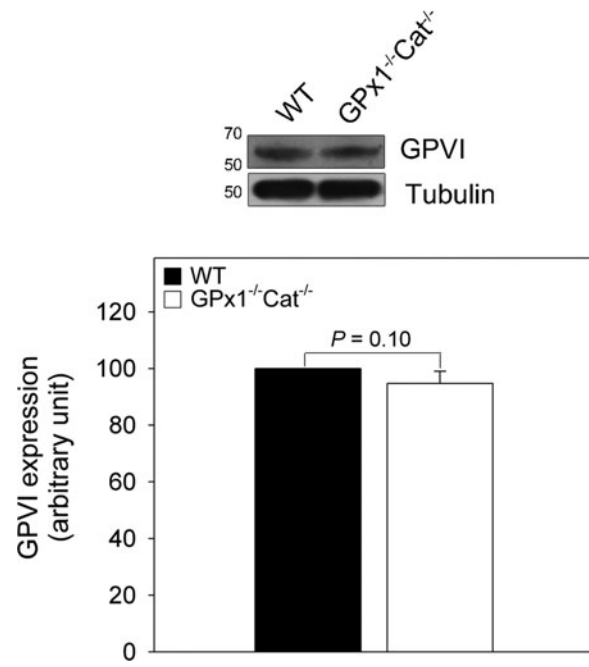 WT
GPx1-/-Cat-/-
70
50
GPVI
50
Tubulin
WT
GPx1-/-Cat-/-
P = 0.10
120
100
80
60
40
20
0
GPVI expression
(arbitrary unit)